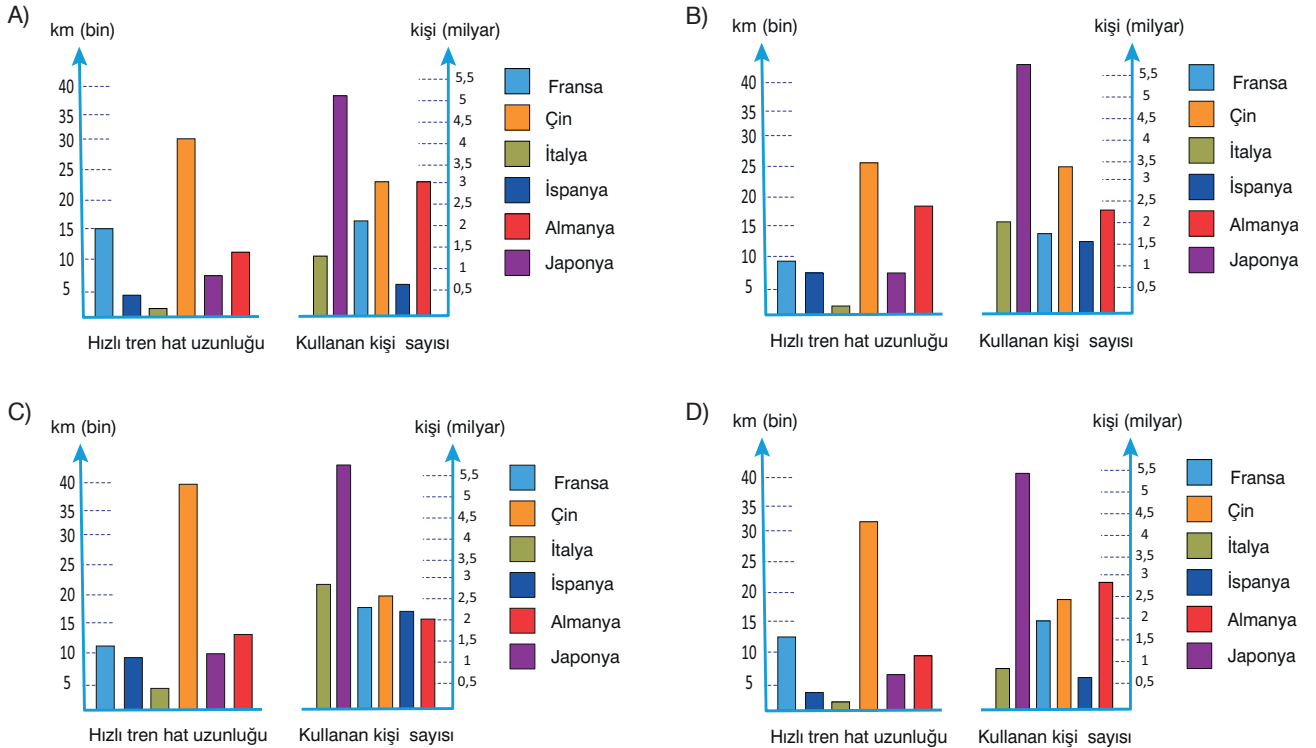 A)
km (bin)
40
35
30
25
20
15
10
5
Hızlı tren hat uzunluğu
kişi (milyar)
5,5
5
4,5
4
3,5
3
2,5
2
1,5
1
0,5
Kullanan kişi sayısı
Fransa
Çin
İtalya
İspanya
Almanya
Japonya
B)
km (bin)
40
35
30
25
20
15
10
5
Hızlı tren hat uzunluğu
kişi (milyar)
5,5
5
4,5
4
3,5
3
2,5
2
1,5
1
0,5
Kullanan kişi sayısı
Fransa
Çin
İtalya
İspanya
Almanya
Japonya
C)
km (bin)
40
35
30
25
20
15
10
5
Hızlı tren hat uzunluğu
kişi (milyar)
5,5
5
4,5
4
3,5
3
2,5
2
1,5
1
0,5
Kullanan kişi sayısı
Fransa
Çin
İtalya
İspanya
Almanya
Japonya
D)
km (bin)
40
35
30
25
20
15
10
5
Hızlı tren hat uzunluğu
kişi (milyar)
5,5
5
4,5
4
3,5
3
2,5
2
1,5
1
0,5
Kullanan kişi sayısı
Fransa
Çin
İtalya
İspanya
Almanya
Japonya